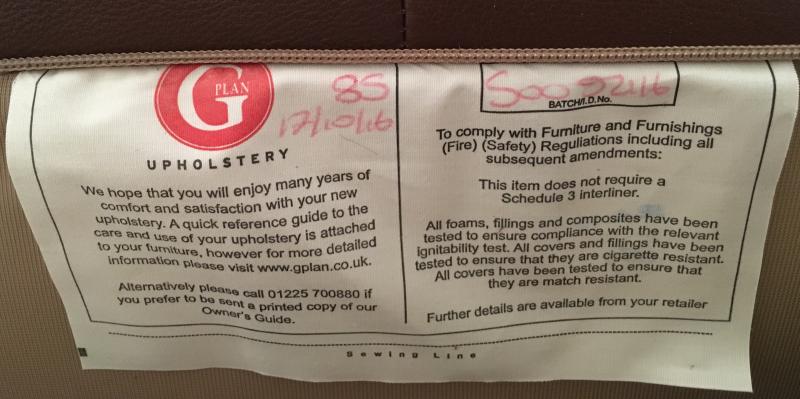 G PLAN
85
17/10/16
UPHOLSTERY
We hope that you will enjoy many years of
comfort and satisfaction with your new
upholstery. A quick reference guide to the
care and use of your upholstery is attached
to your furniture, however for more detailed
information please visit www.gplan.co.uk.
Alternatively please call 01225 700880 if
you prefer to be sent a printed copy of our
Owner's Guide.
BATCH/I.D.No.
To comply with Furniture and Furnishings
(Fire) (Safety) Regulations including all
subsequent amendments:
This item does not require a
Schedule 3 interliner.
All foams, fillings and composites have been
tested to ensure compliance with the relevant
ignitability test. All covers and fillings have been
tested to ensure that they are cigarette resistant.
All covers have been tested to ensure that
they are match resistant.
Further details are available from your retailer
Sewing Line